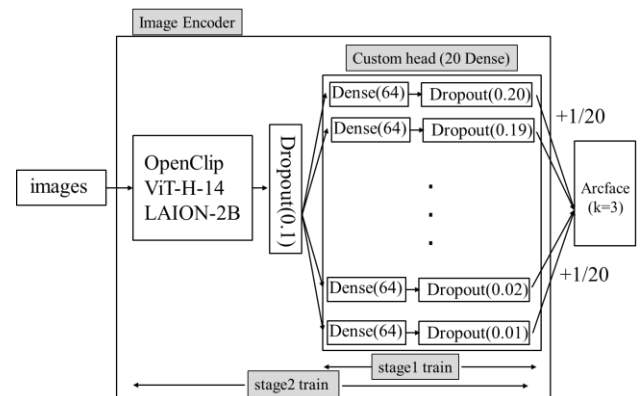 Image Encoder
Custom head (20 Dense)
Dense(64)
Dropout(0.20)
Dense(64)
Dropout(0.19)
+1/20
images
OpenClip
ViT-H-14
LAION-2B
Dropout(0.1)
Arcface
(k=3)
Dense(64)
Dropout(0.02)
+1/20
Dense(64)
Dropout(0.01)
stage1 train
stage2 train